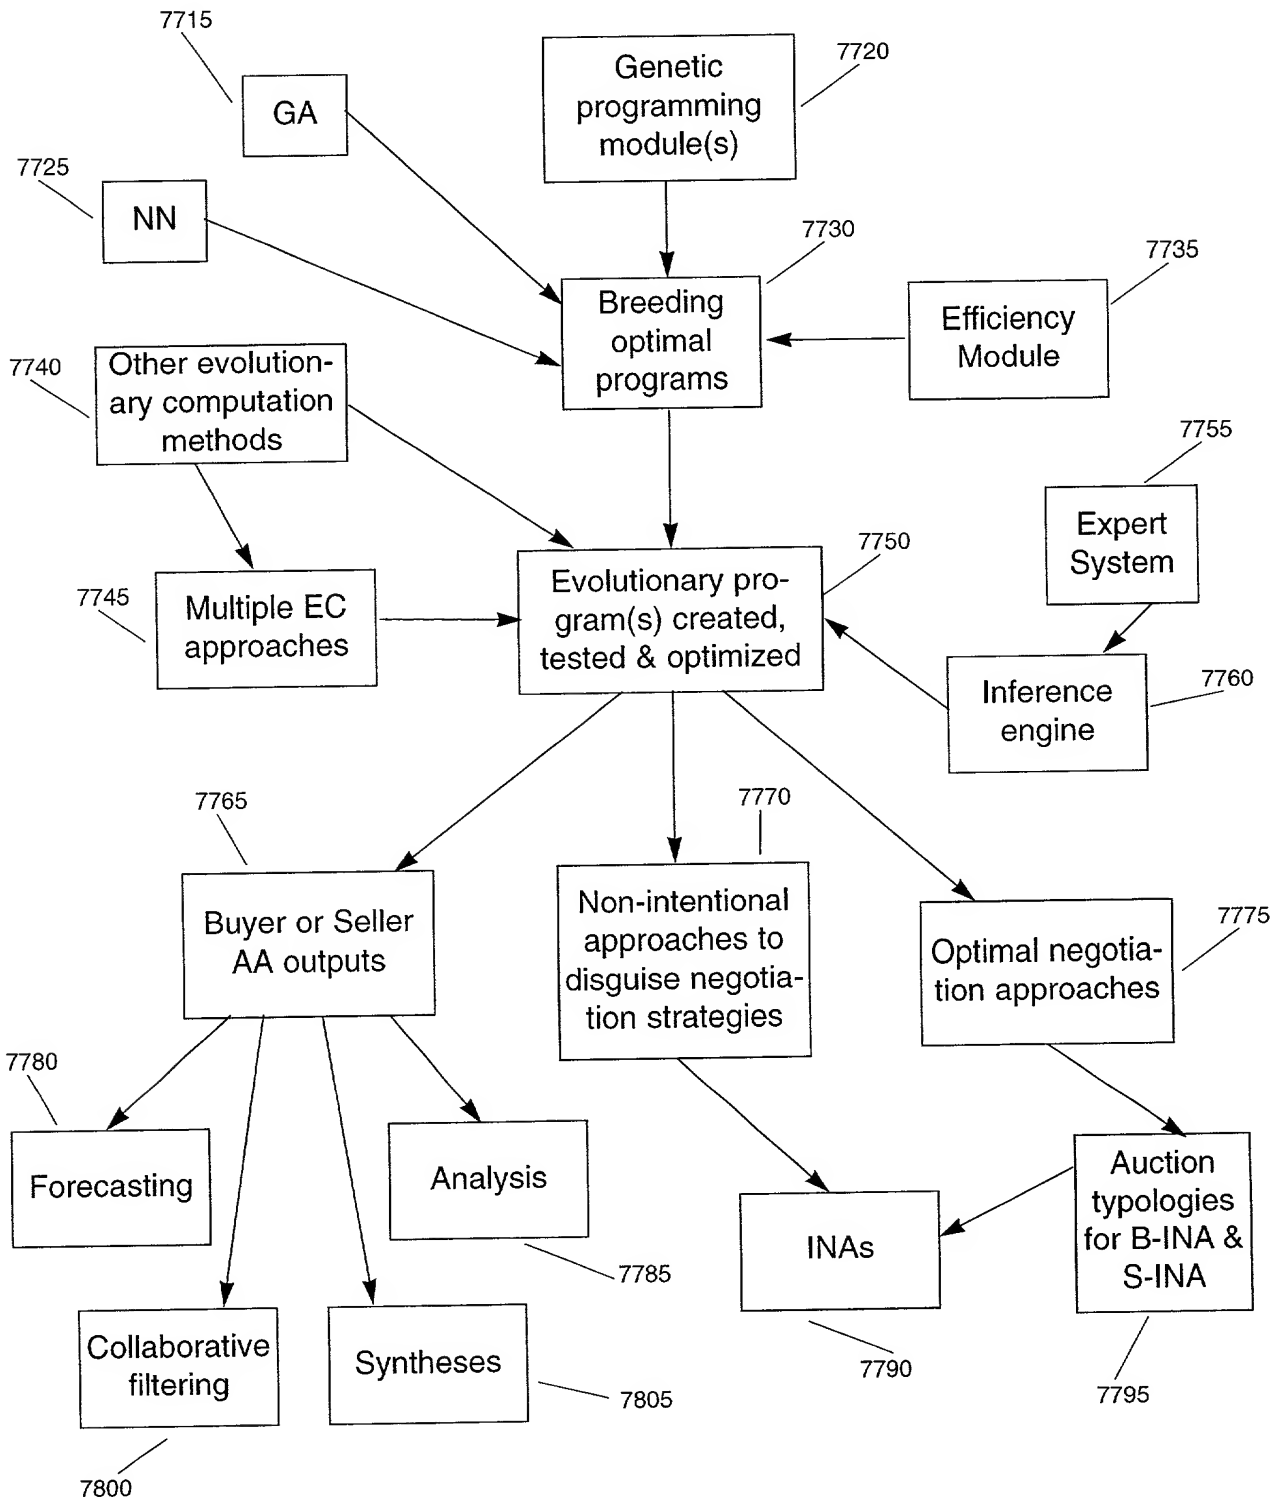 7715
GA
Genetic
programming
module(s)
7720
7725
NN
7730
Breeding
optimal
programs
7735
Efficiency
Module
7740
Other evolution-
ary computation
methods
7755
Expert
System
7745
Multiple EC
approaches
7750
Evolutionary pro-
gram(s) created,
tested & optimized
Inference
engine
7760
7765
Buyer or Seller
AA outputs
7770
Non-intentional
approaches to
disguise negotia-
tion strategies
7775
Optimal negotia-
tion approaches
7780
Forecasting
Analysis
7785
INAs
7790
Auction
typologies
for B-INA &
S-INA
7795
Collaborative
filtering
7800
Syntheses
7805